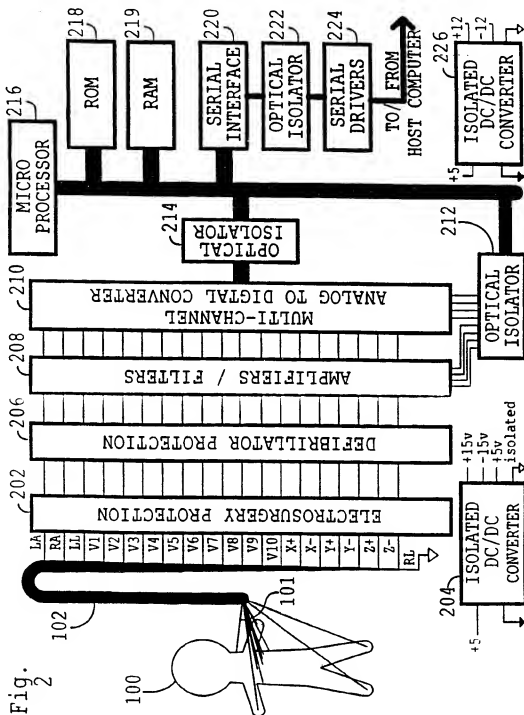 Fig.
2
100
101
102
LA
RA
LL
V1
V2
V3
V4
V5
V6
V7
V8
V9
V10
X+
X-
Y+
Y-
Z+
Z-
RL
202
ELECTROSURGERY PROTECTION
206
DEFIBRILLATOR PROTECTION
208
AMPLIFIERS / FILTERS
210
MULTI-CHANNEL
ANALOG TO DIGTAL CONVERTER
214
OPTICAL
ISOLATOR
212
OPTICAL
ISOLATOR
216
MICRO
PROCESSOR
218
ROM
219
RAM
220
SERIAL
INTERFACE
222
OPTICAL
ISOLATOR
224
SERIAL
DRIVERS
TO/ FROM
HOST COMPUTER
204
+5
ISOLATED
DC/DC
CONVERTER
+15v
-15v
+5v
isolated
226
+5
ISOLATED
DC/DC
CONVERTER
+12
-12